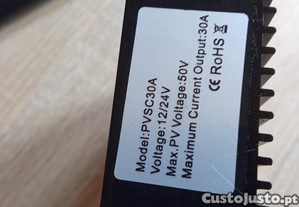 Model:PVSC30A
Voltage:12/24V
Max.PV Voltage:50V
Maximum Current Output:30A
CE RoHS
CustoJusto.pt